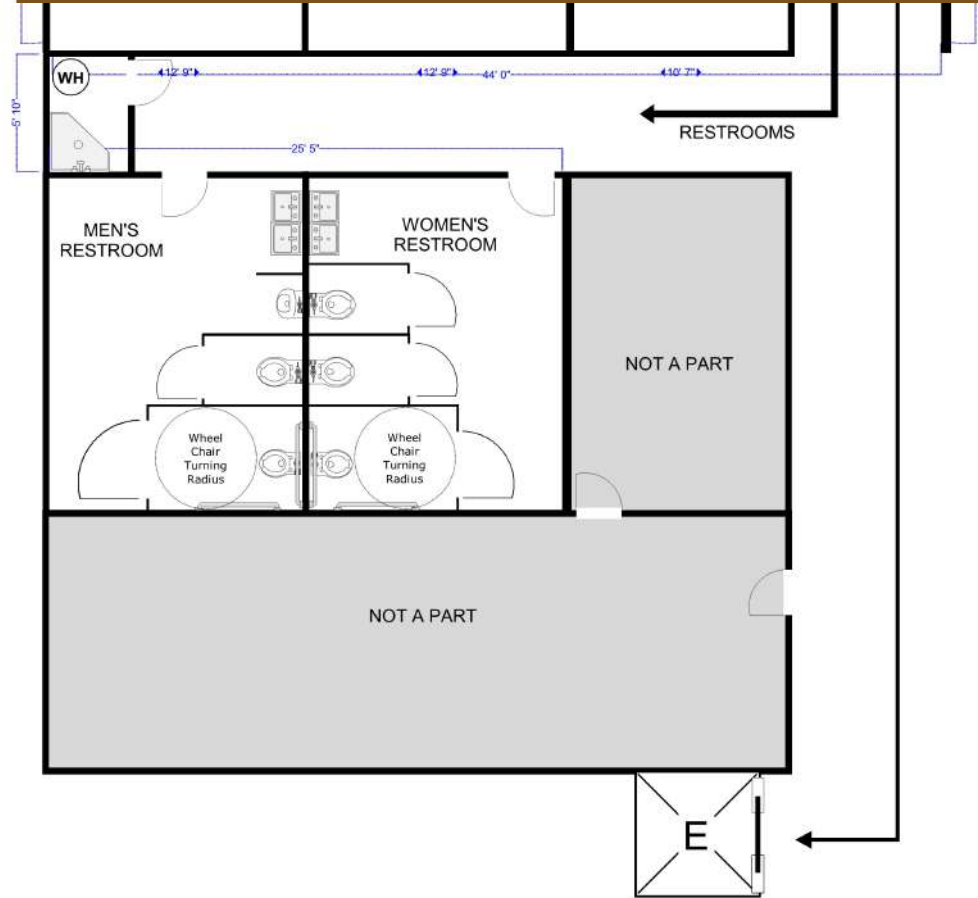 WH
12' 9"
12' 9"
44' 0"
10' 7"
5' 10"
RESTROOMS
25' 5"
MEN'S
RESTROOM
WOMEN'S
RESTROOM
NOT A PART
Wheel
Chair
Turning
Radius
Wheel
Chair
Turning
Radius
NOT A PART
E